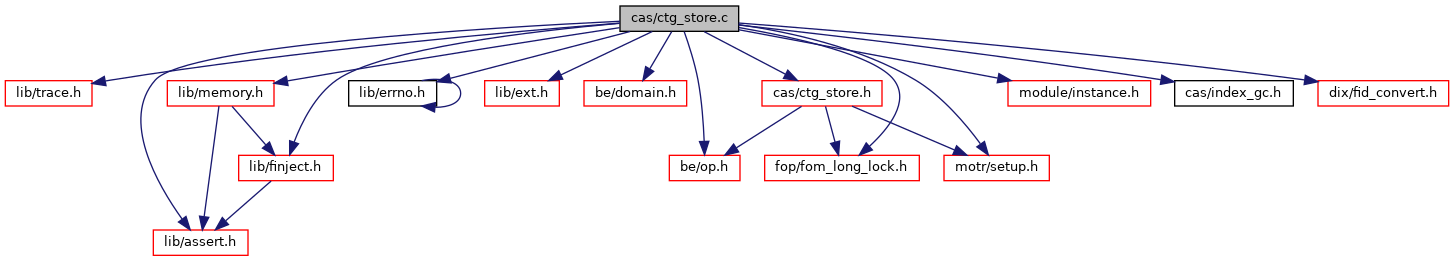 cas/ctg_store.c
lib/trace.h
lib/memory.h
lib/errno.h
lib/ext.h
be/domain.h
cas/ctg_store.h
module/instance.h
cas/index_gc.h
dix/fid_convert.h
lib/finject.h
be/op.h
fop/fom_long_lock.h
motr/setup.h
lib/assert.h